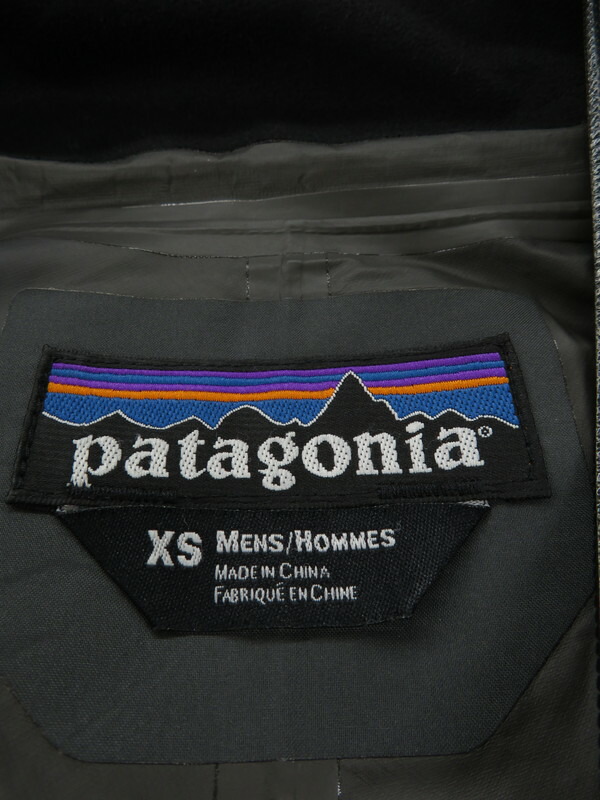 patagonia®
XS MENS/HOMMES
MADE IN CHINA
FABRIQUÉ EN CHINE